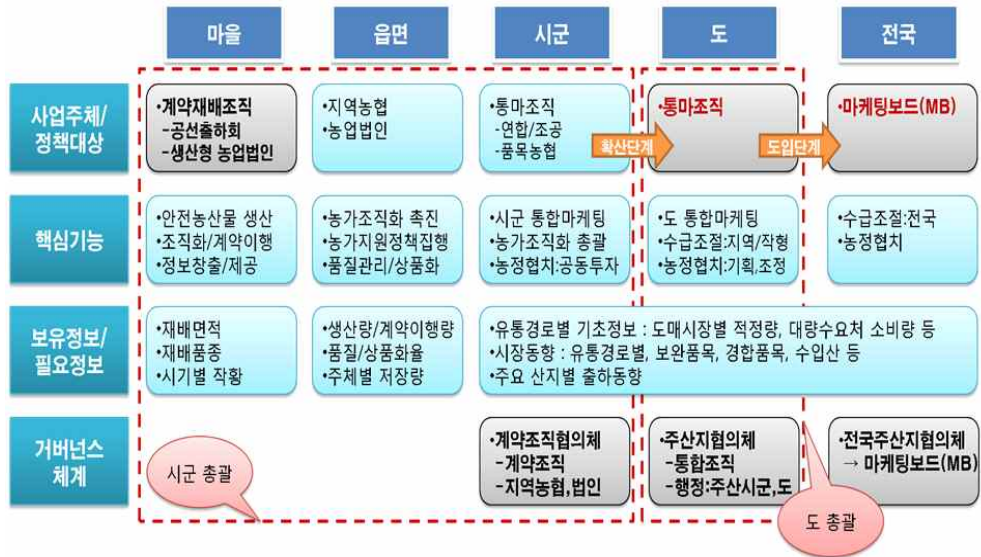 마을
읍면
시군
도
전국
사업주체/
정책대상
•계약재배조직
-공선출하회
-생산형 농업법인
•지역농협
•농업법인
•통마조직
-연합/조공
-품목농협
확산단계
•통마조직
도입단계
•마케팅보드(MB)
핵심기능
•안전농산물 생산
•조직화/계약이행
•정보창출/제공
•농가조직화 촉진
•농가지원정책집행
•품질관리/상품화
•시군 통합마케팅
•농가조직화 총괄
•농정협치:공동투자
•도 통합마케팅
•수급조절:지역/작형
•농정협치:기획,조정
•수급조절:전국
•농정협치
보유정보/
필요정보
•재배면적
•재배품종
•시기별 작황
•생산량/계약이행량
•품질/상품화율
•주체별 저장량
•유통경로별 기초정보 : 도매시장별 적정량, 대량수요처 소비량 등
•시장동향 : 유통경로별, 보완품목, 경합품목, 수입산 등
•주요 산지별 출하동향
거버넌스
체계
시군 총괄
•계약조직협의체
-계약조직
-지역농협,법인
•주산지협의체
-통합조직
-행정:주산시군,도
•전국주산지협의체
→ 마케팅보드(MB)
도 총괄